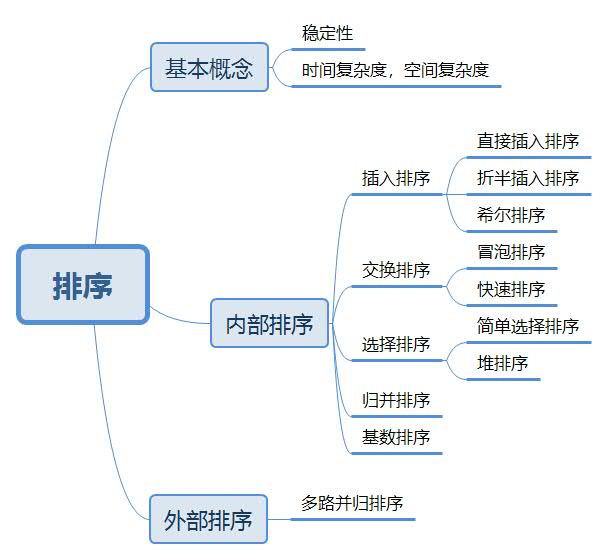 排序
基本概念
稳定性
时间复杂度，空间复杂度
内部排序
插入排序
直接插入排序
折半插入排序
希尔排序
交换排序
冒泡排序
快速排序
选择排序
简单选择排序
堆排序
归并排序
基数排序
外部排序
多路并归排序